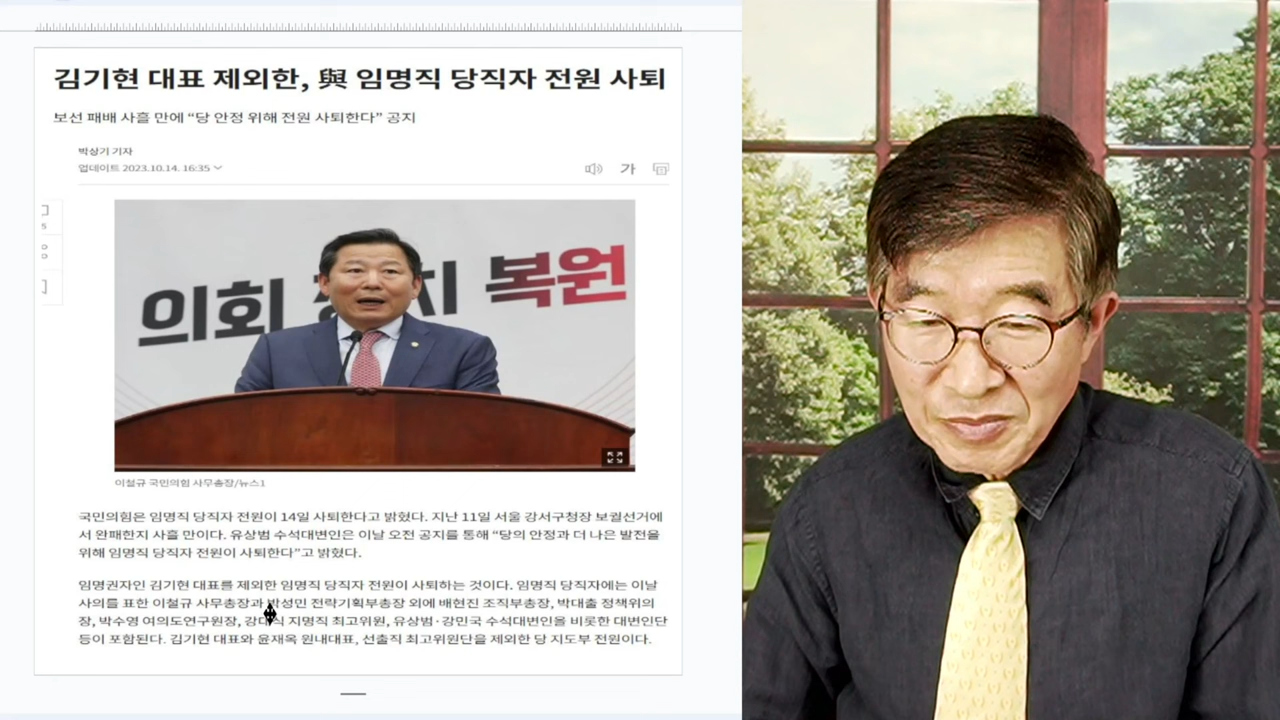 김기현 대표 제외한, 與 임명직 당직자 전원 사퇴
보선 패배 사흘 만에 “당 안정 위해 전원 사퇴한다” 공지
박상기 기자
업데이트 2023.10.14. 16:35
가
5
의회 복원
이철규 국민의힘 사무총장/뉴스1
국민의힘은 임명직 당직자 전원이 14일 사퇴한다고 밝혔다. 지난 11일 서울 강서구청장 보궐선거에
서 완패한지 사흘 만이다. 유상범 수석대변인은 이날 오전 공지를 통해 “당의 안정과 더 나은 발전을
위해 임명직 당직자 전원이 사퇴한다”고 밝혔다.
임명권자인 김기현 대표를 제외한 임명직 당직자 전원이 사퇴하는 것이다. 임명직 당직자에는 이날
사의를 표한 이철규 사무총장과 박성민 전략기획부총장 외에 배현진 조직부총장, 박대출 정책위의
장, 박수영 여의도연구원장, 강대식 지명직 최고위원, 유상범·강민국 수석대변인을 비롯한 대변인단
등이 포함된다. 김기현 대표와 윤재옥 원내대표, 선출직 최고위원단을 제외한 당 지도부 전원이다.